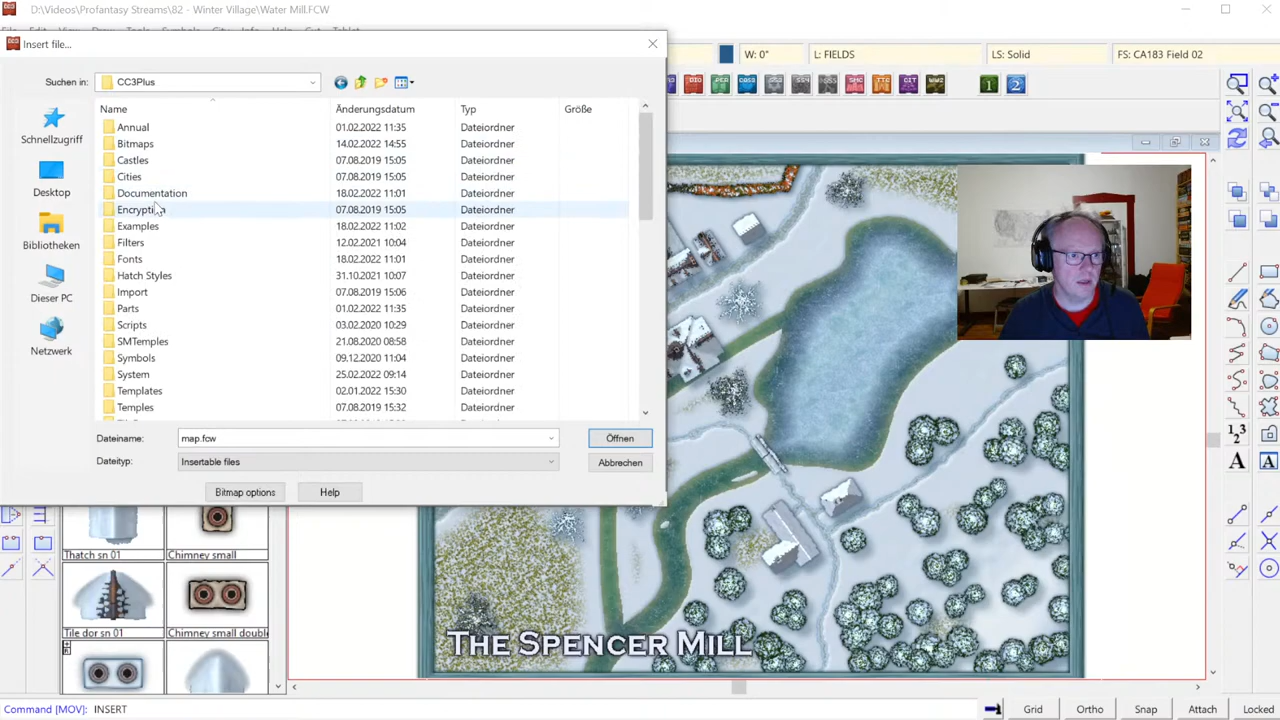 D:\Videos\Profantasy Streams\82 - Winter Village\Water Mill.FCW
Insert file...
W: 0"
L: FIELDS
LS: Solid
FS: CA183 Field 02
Suchen in:
CC3Plus
Name
Änderungsdatum
Typ
Größe
Annual 01.02.2022 11:35 Dateiordner
Bitmaps 14.02.2022 14:55 Dateiordner
Castles 07.08.2019 15:05 Dateiordner
Cities 07.08.2019 15:05 Dateiordner
Documentation 18.02.2022 11:01 Dateiordner
Encryption 07.08.2019 15:05 Dateiordner
Examples 18.02.2022 11:02 Dateiordner
Filters 12.02.2021 10:04 Dateiordner
Fonts 18.02.2022 11:01 Dateiordner
Hatch Styles 31.10.2021 10:07 Dateiordner
Import 07.08.2019 15:06 Dateiordner
Parts 01.02.2022 11:35 Dateiordner
Scripts 03.02.2020 10:29 Dateiordner
SMTemples 21.08.2020 08:58 Dateiordner
Symbols 09.12.2020 11:04 Dateiordner
System 25.02.2022 09:14 Dateiordner
Templates 02.01.2022 15:30 Dateiordner
Temples 07.08.2019 15:32 Dateiordner
Schnellzugriff
Desktop
Bibliotheken
Dieser PC
Netzwerk
Dateiname:
map.fcw
Öffnen
Dateityp:
Insertable files
Abbrechen
Bitmap options
Help
Thatch sn 01
Chimney small
Tile dor sn 01
Chimney small double
The Spencer Mill
Command [MOV]: INSERT
Grid
Ortho
Snap
Attach
Locked